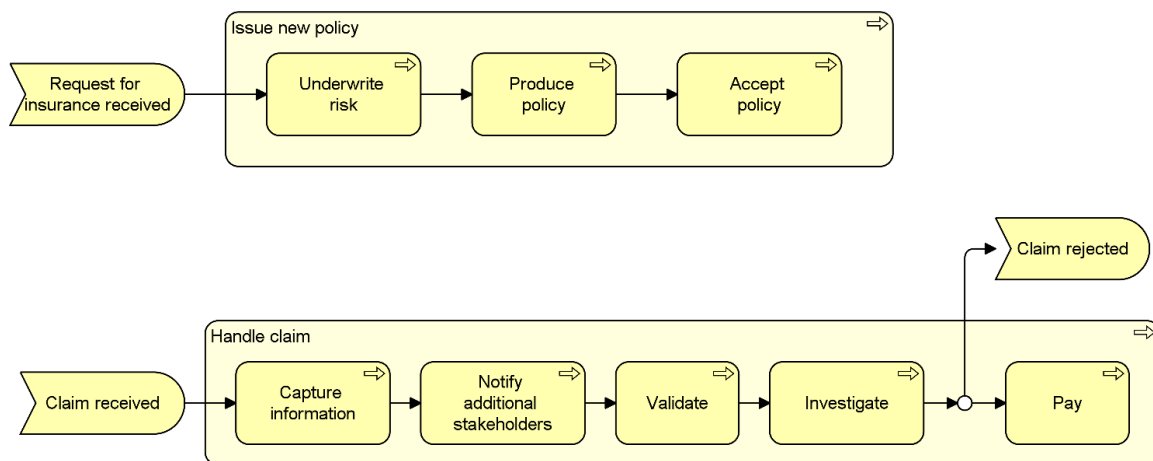 Issue new policy
Request for
insurance received
Underwrite
risk
Produce
policy
Accept
policy
Claim rejected
Handle claim
Claim received
Capture
information
Notify
additional
stakeholders
Validate
Investigate
Pay